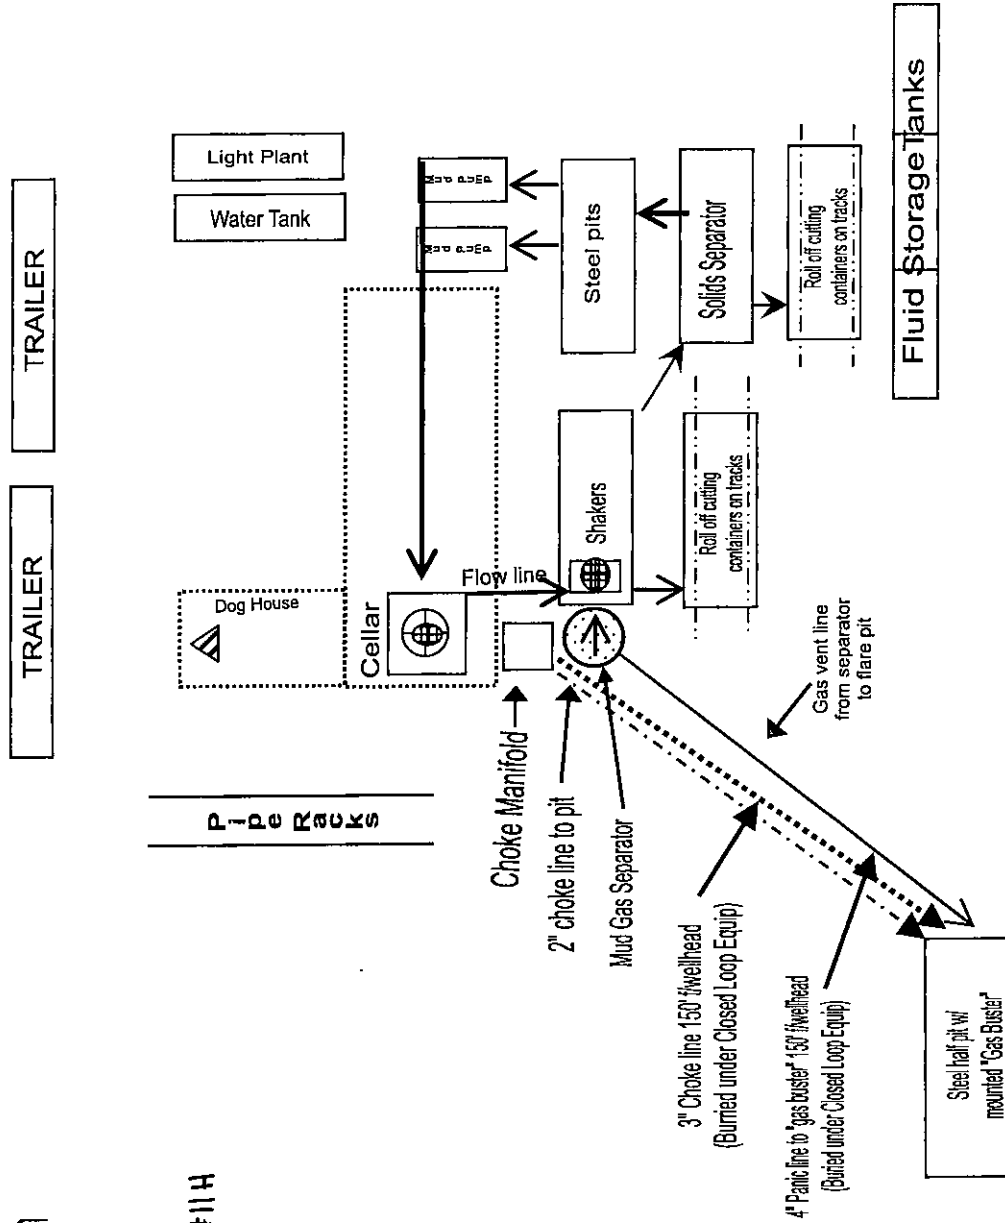 TRAILER
TRAILER
Light Plant
Water Tank
Dog House
Pipe Racks
Mud Pump
Mud Pump
Cellar
Flow line
Steel pits
Solids Separator
Shakers
Roll off cutting
containers on tracks
Roll off cutting
containers on tracks
Fluid Storage Tanks
Choke Manifold
2" choke line to pit
Mud Gas Separator
Gas vent line
from separator
to flare pit
3" Choke line 150' f/wellhead
(Burried under Closed Loop Equip)
4" Panic line to "gas buster" 150' f/wellhead
(Buried under Closed Loop Equip)
Steel half pit w/
mounted "Gas Buster"
#11H